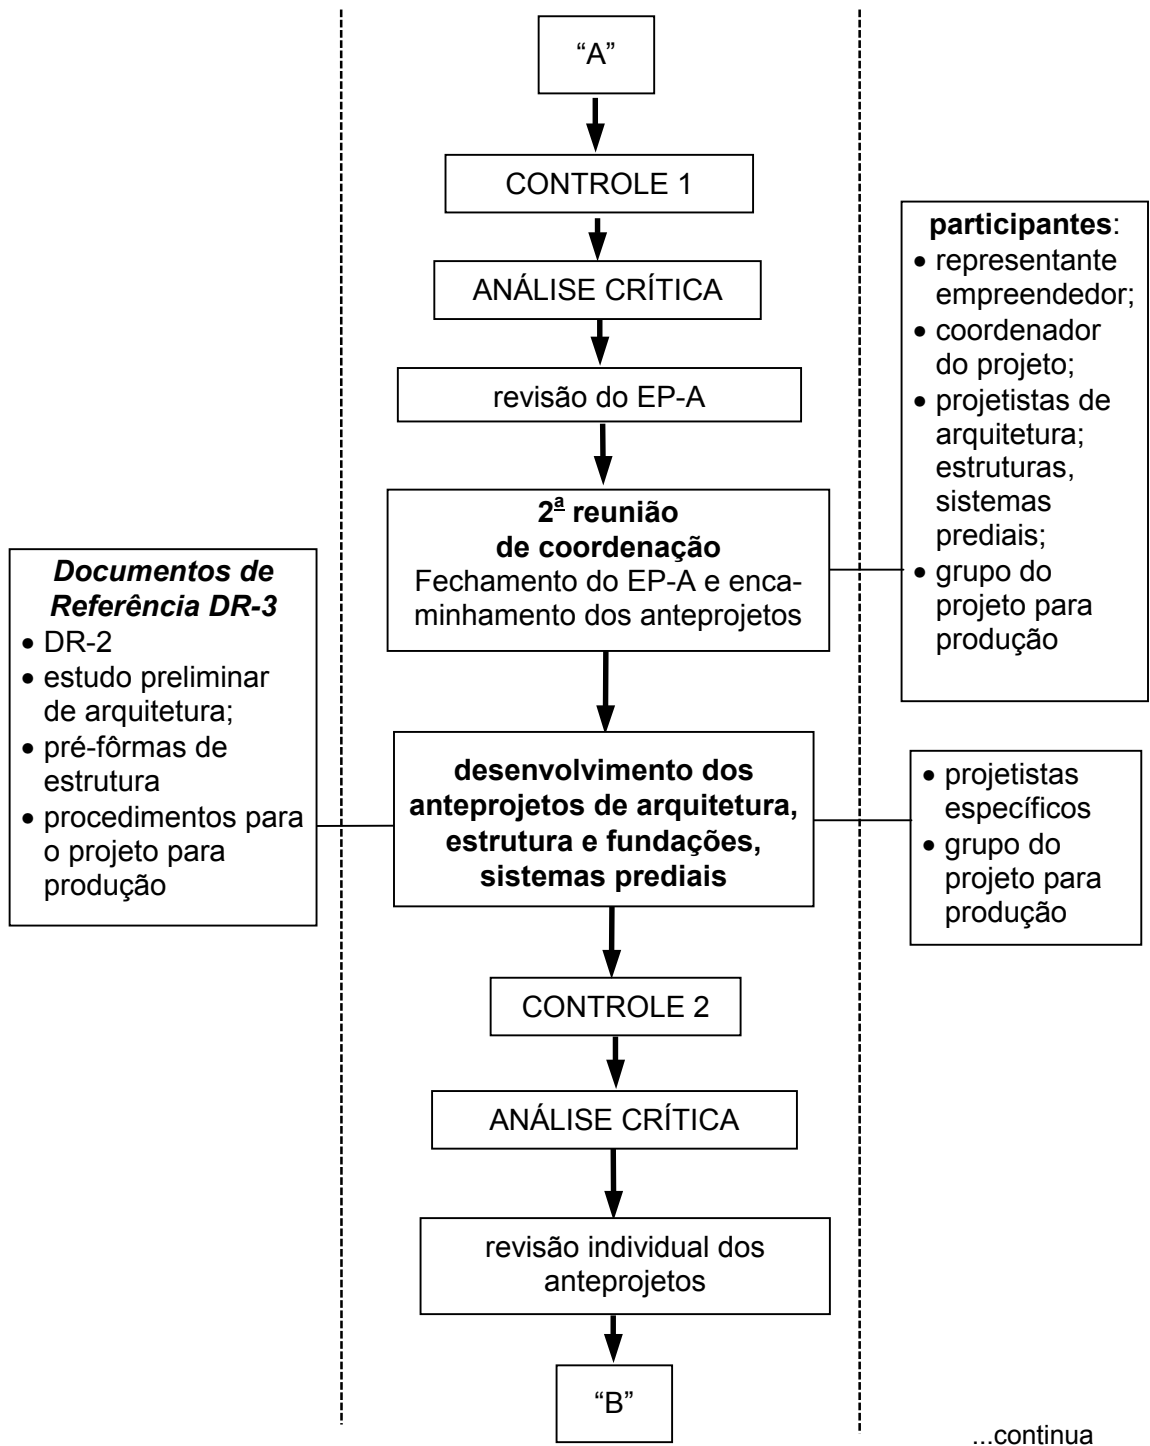 “A”
CONTROLE 1
ANÁLISE CRÍTICA
revisão do EP-A
2ª reunião
de coordenação
Fechamento do EP-A e enca-
minhamento dos anteprojetos
participantes:
• representante
empreendedor;
• coordenador
do projeto;
• projetistas de
arquitetura;
estruturas,
sistemas
prediais;
• grupo do
projeto para
produção
Documentos de
Referência DR-3
• DR-2
• estudo preliminar
de arquitetura;
• pré-fôrmas de
estrutura
• procedimentos para
o projeto para
produção
desenvolvimento dos
anteprojetos de arquitetura,
estrutura e fundações,
sistemas prediais
• projetistas
específicos
• grupo do
projeto para
produção
CONTROLE 2
ANÁLISE CRÍTICA
revisão individual dos
anteprojetos
“B”
...continua